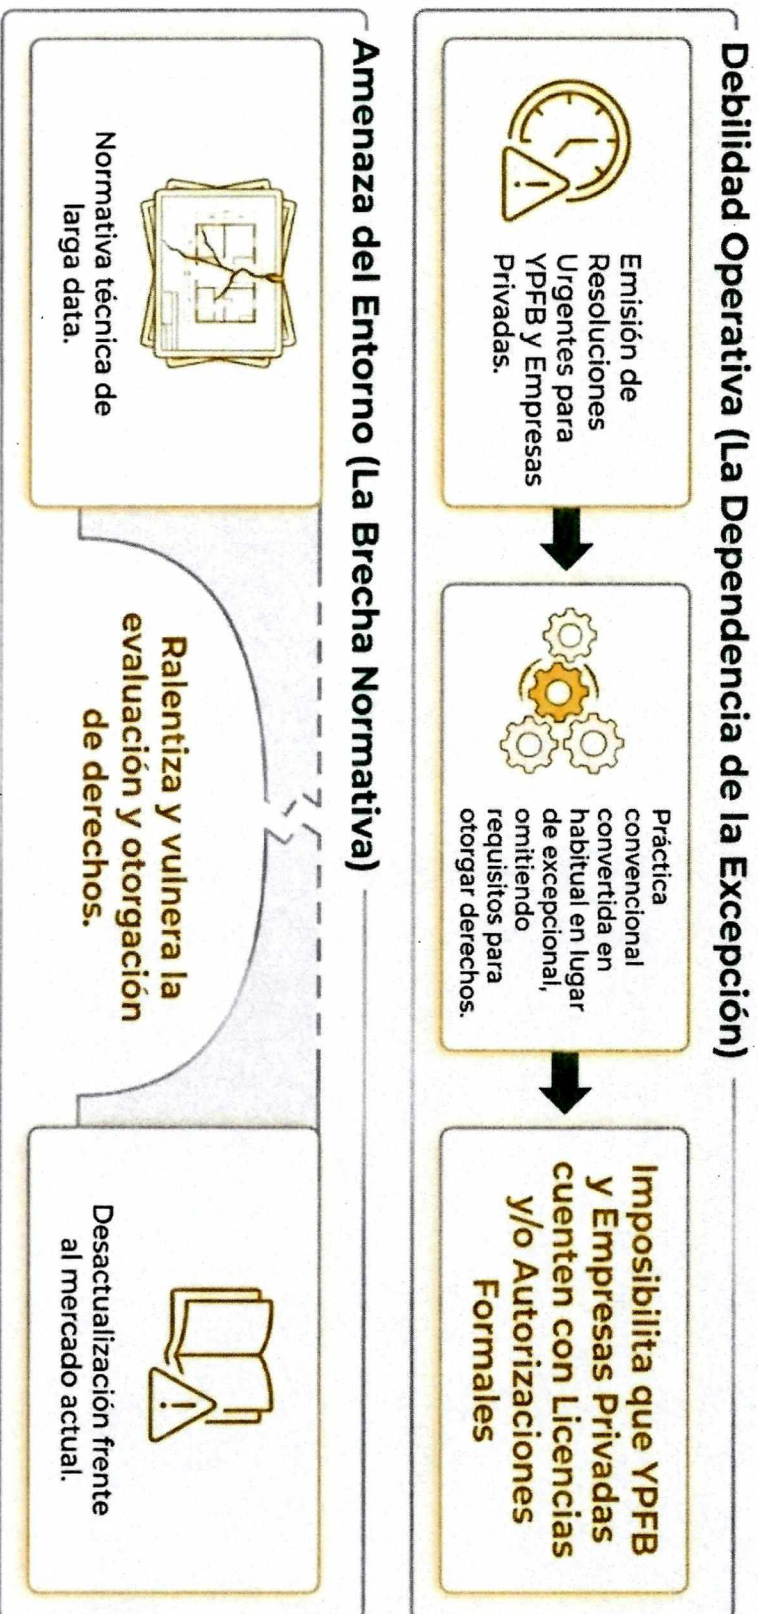 Debilidad Operativa (La Dependencia de la Excepción)
Emisión de
Resoluciones
Urgentes para
YPFB y Empresas
Privadas.
Práctica
convencional
convertida en
habitual en lugar
de excepcional,
omitiendo
requisitos para
otorgar derechos.
Imposibilita que YPFB
y Empresas Privadas
cuenten con Licencias
y/o Autorizaciones
Formales
Amenaza del Entorno (La Brecha Normativa)
Normativa técnica de
larga data.
Ralentiza y vulnera la
evaluación y otorgación
de derechos.
Desactualización frente
al mercado actual.